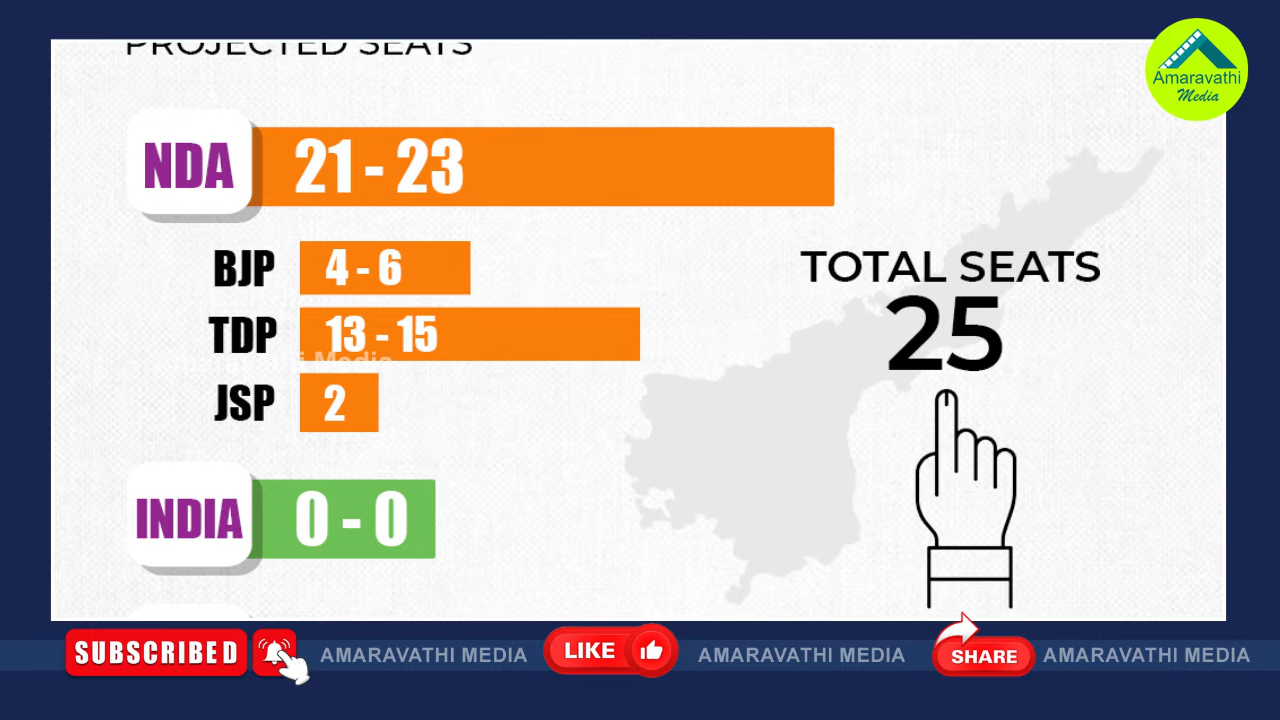 PROJECTED SEATS
Amaravathi
Media
NDA 21 - 23
BJP 4 - 6
TDP 13 - 15
JSP 2
INDIA 0 - 0
TOTAL SEATS
25
i Media
SUBSCRIBED AMARAVATHI MEDIA LIKE AMARAVATHI MEDIA SHARE AMARAVATHI MEDIA